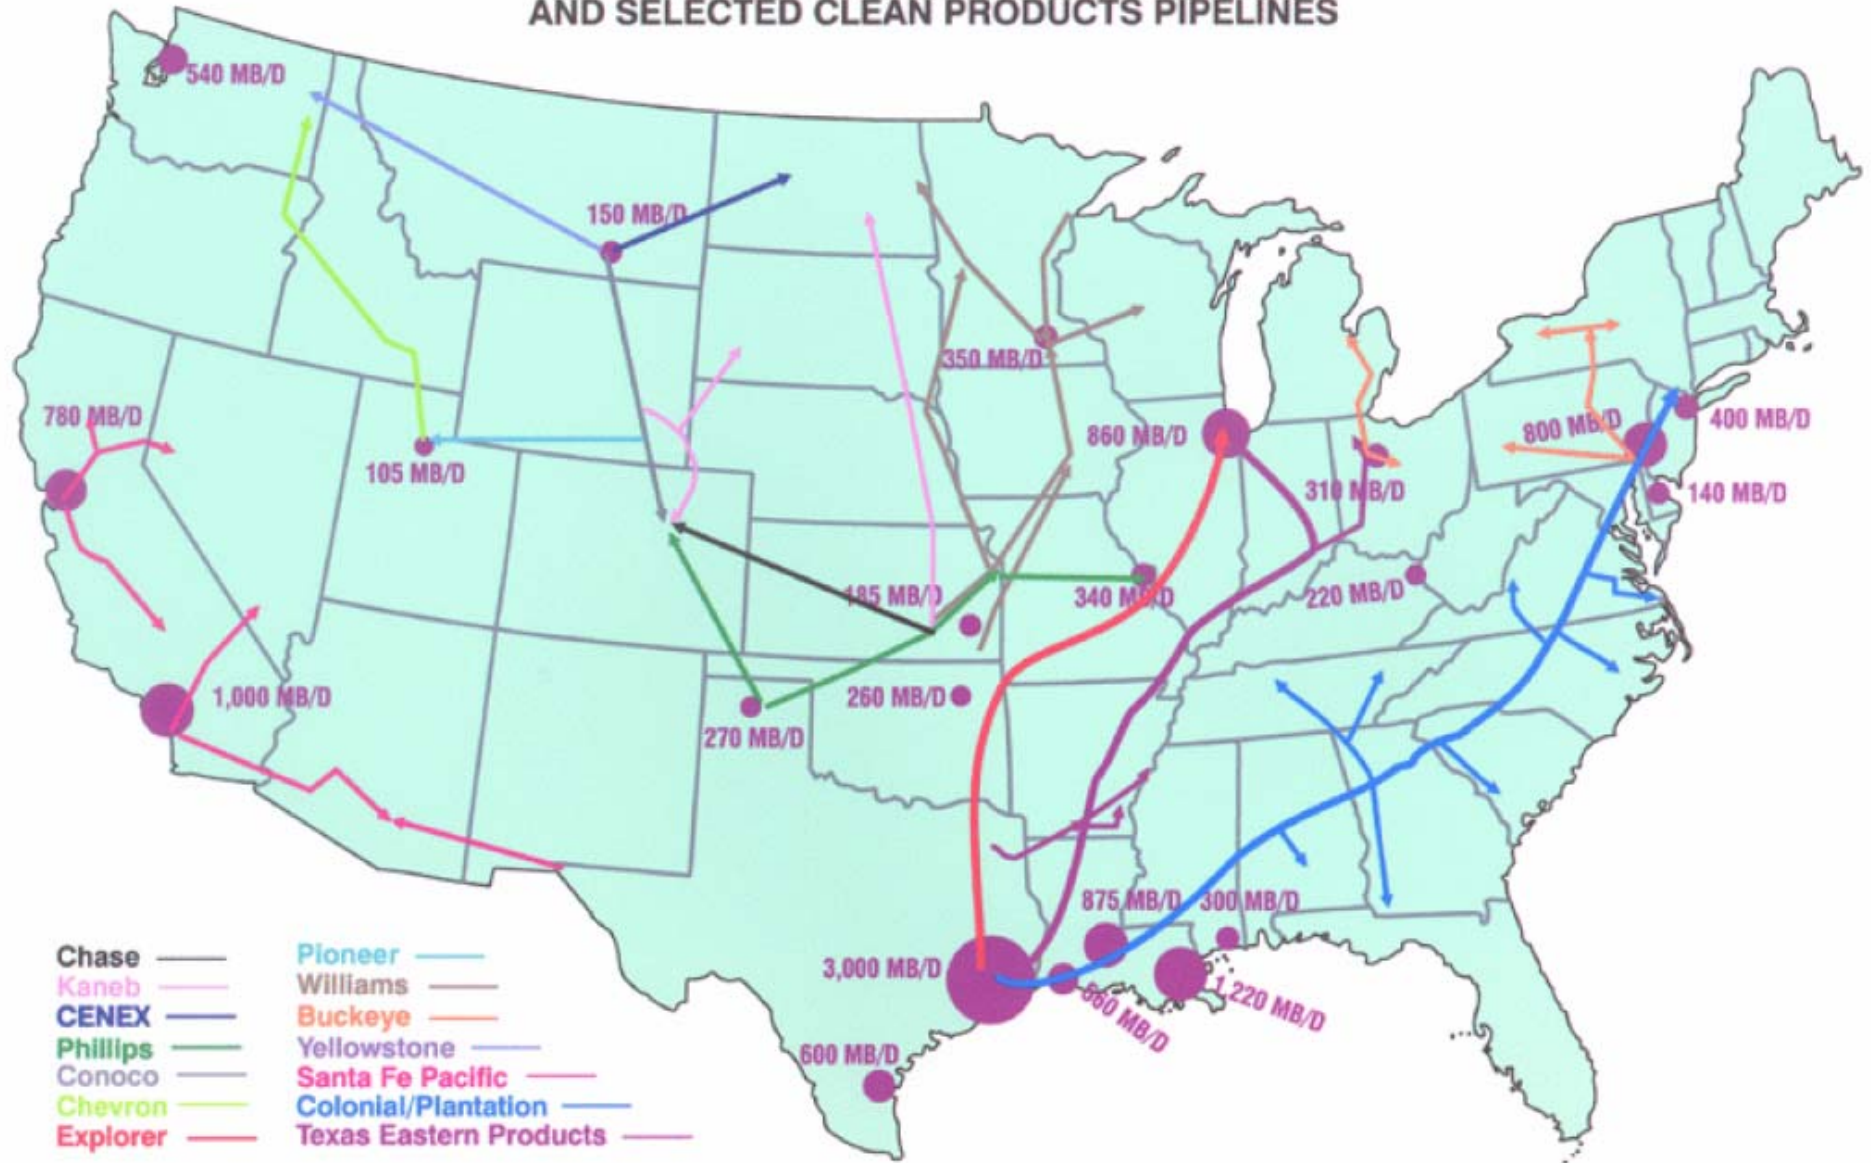 AND SELECTED CLEAN PRODUCTS PIPELINES
540 MB/D
150 MB/D
350 MB/D
780 MB/D
105 MB/D
860 MB/D
800 MB/D
400 MB/D
310 MB/D
140 MB/D
185 MB/D
340 MB/D
220 MB/D
1,000 MB/D
260 MB/D
270 MB/D
875 MB/D
300 MB/D
3,000 MB/D
MB/D
1,220 MB/D
600 MB/D
Chase
Kaneb
CENEX
Phillips
Conoco
Chevron
Explorer
Pioneer
Williams
Buckeye
Yellowstone
Santa Fe Pacific
Colonial/Plantation
Texas Eastern Products